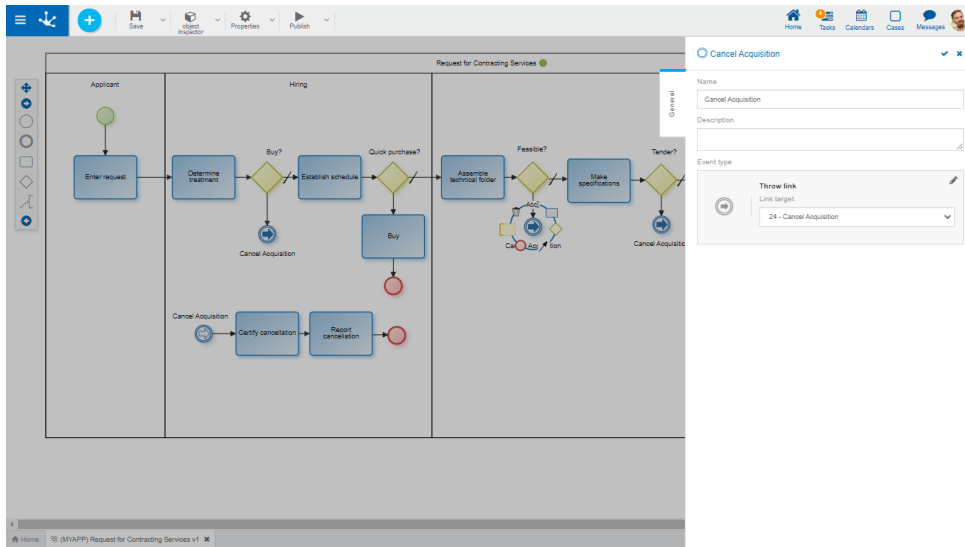 Save
object
inspector
Properties
Publish
Home
4
Tasks
Calendars
Cases
Messages
Request for Contracting Services
Applicant
Hiring
Enter request
Determine
treatment
Buy?
Establish schedule
Quick purchase?
Buy
Cancel Acquisition
Cancel Acquisition
Certify cancellation
Report
cancellation
Assemble
technical folder
Feasible?
Make
specifications
Tender?
Cancel Acquisitio
General
Cancel Acquisition
Name
Cancel Acquisition
Description
Event type
Throw link
Link target
24 - Cancel Acquisition
Home
(MYAPP) Request for Contracting Services v1